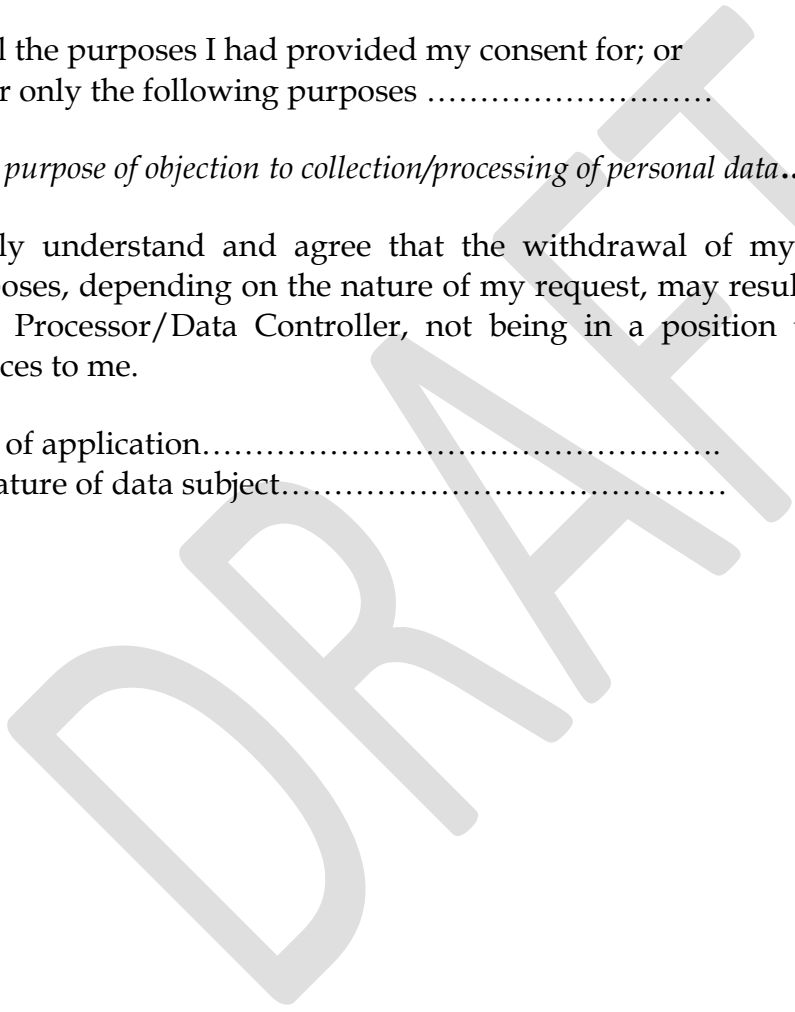 l the purposes I had provided my consent for; or
r only the following purposes ………………………
purpose of objection to collection/processing of personal data..
ly understand and agree that the withdrawal of my
oses, depending on the nature of my request, may resul
Processor/Data Controller, not being in a position
ces to me.
of application…………………………………………..
ature of data subject……………………………………
DRAFT